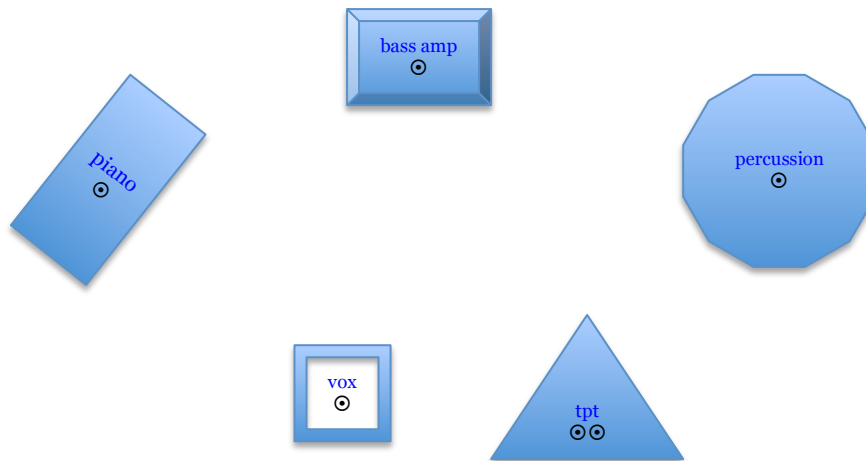 bass amp
piano
percussion
vox
tpt